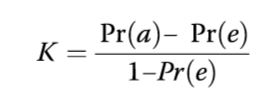 K = Pr(a)– Pr(e)
1–Pr(e)